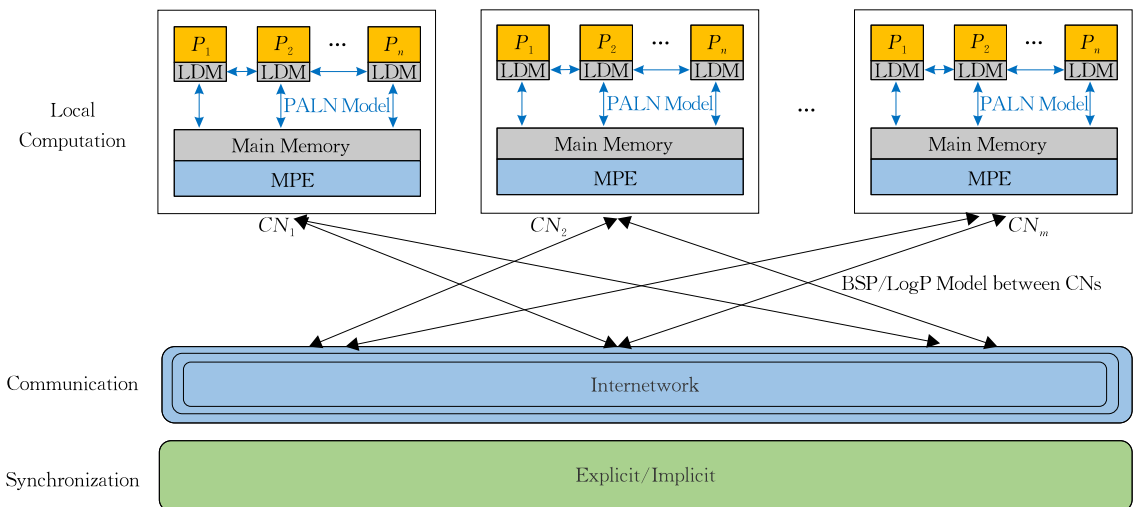 P1 P2 ... Pn
LDM LDM LDM
PALN Model
Main Memory
MPE
P1 P2 ... Pn
LDM LDM LDM
PALN Model
Main Memory
MPE
...
P1 P2 ... Pn
LDM LDM LDM
PALN Model
Main Memory
MPE
Local
Computation
CN1 CN2 CNm
BSP/LogP Model between CNs
Communication
Internetwork
Synchronization
Explicit/Implicit